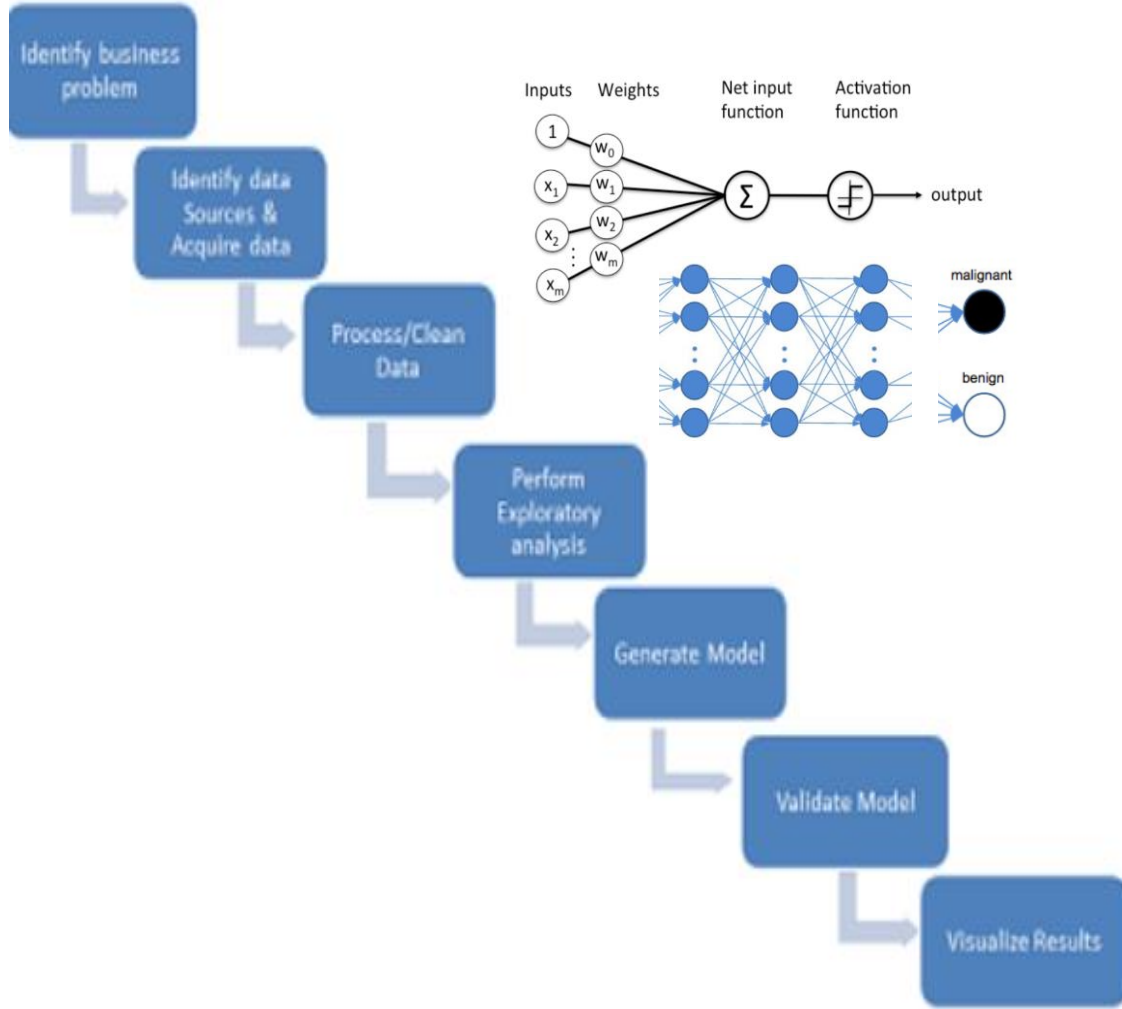 Identify business
problem
Identify data
Sources &
Acquire data
Process/Clean
Data
Perform
Exploratory
analysis
Generate Model
Validate Model
Visualize Results
Inputs
Weights
Net input
function
Activation
function
1
w₀
x₁
w₁
x₂
w₂
⋮
xₘ
wₘ
Σ
output
malignant
benign